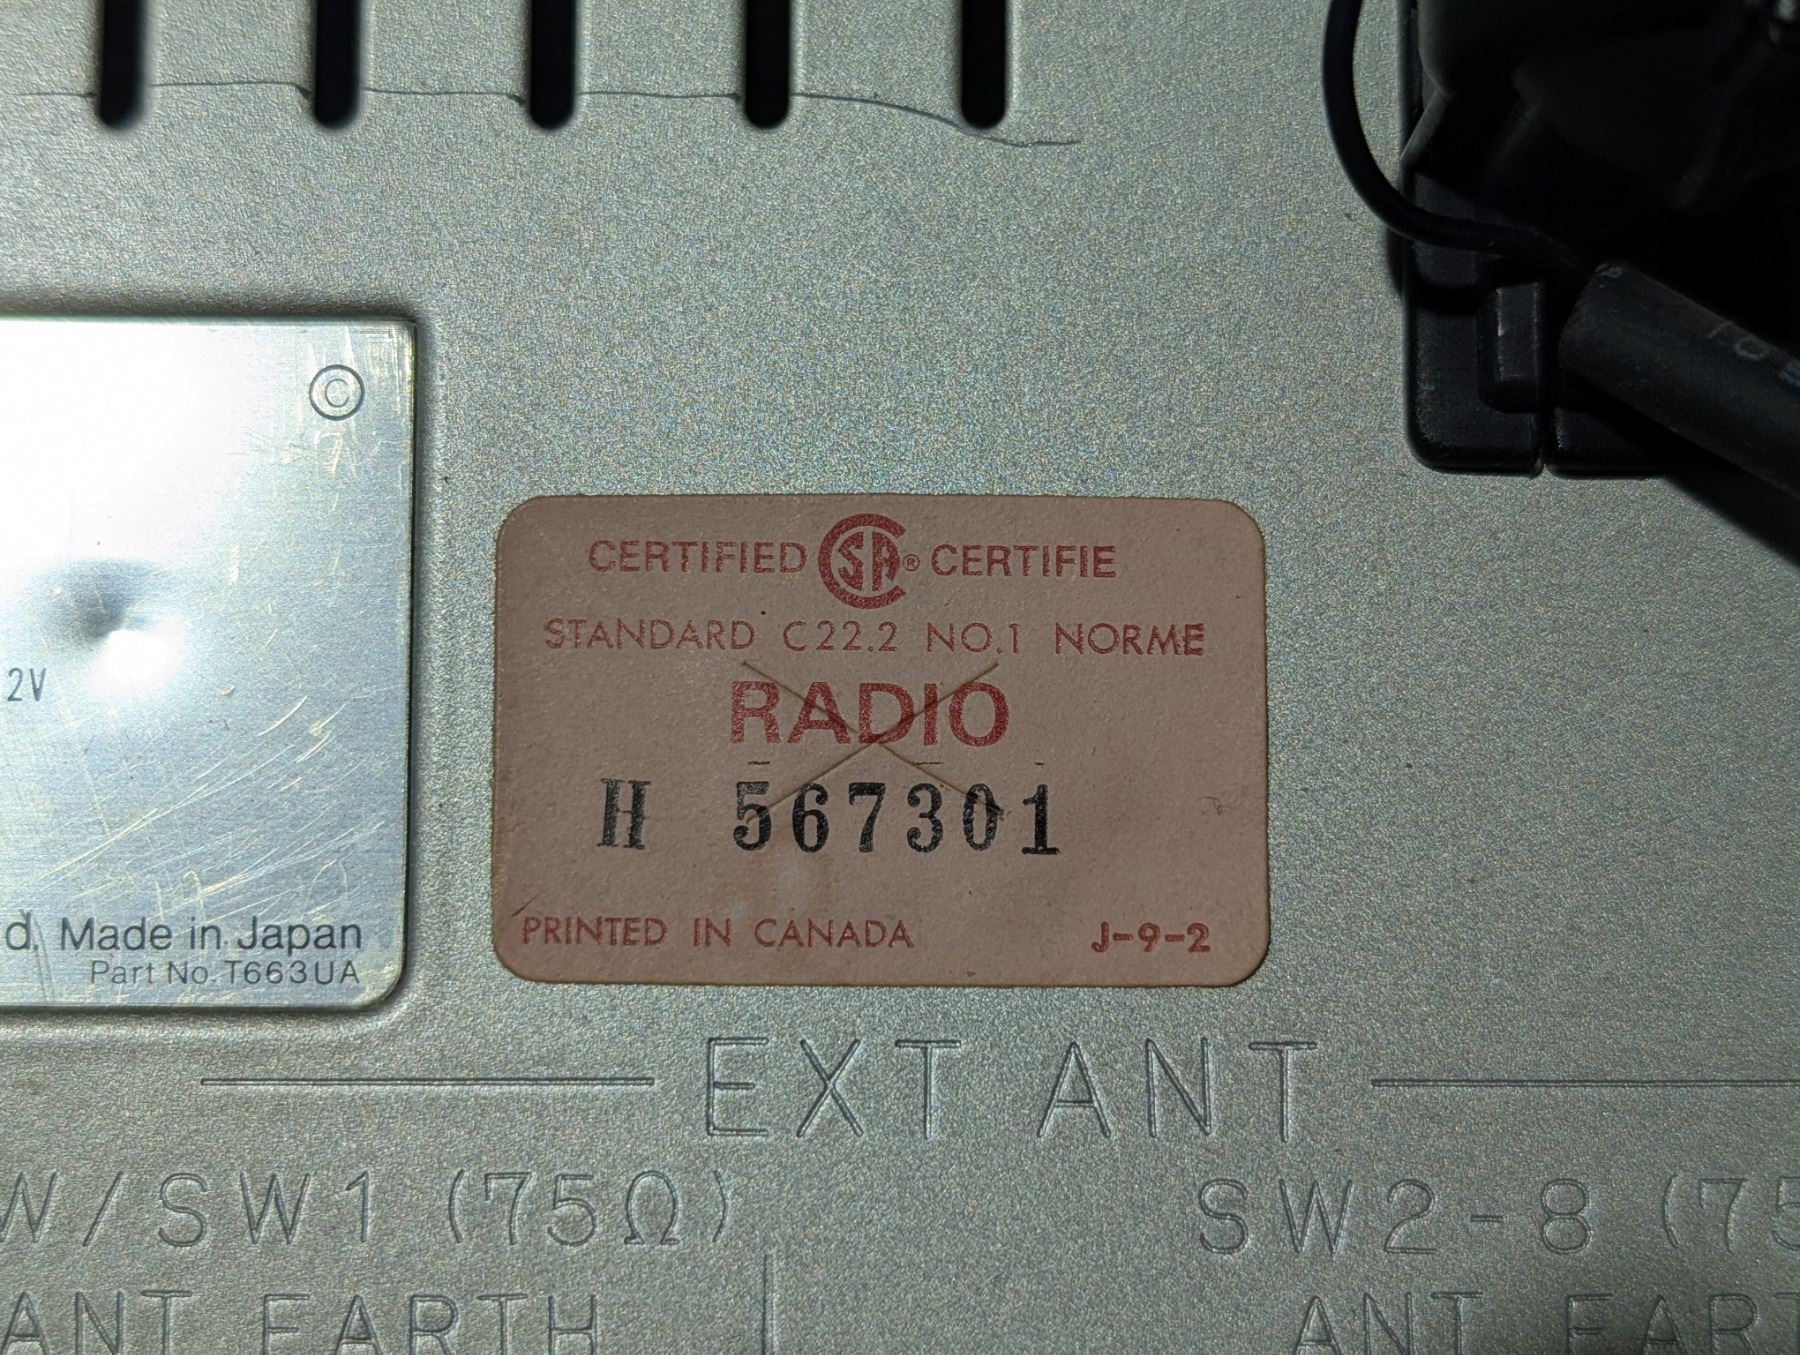 ©
2V
d. Made in Japan
Part No. T663UA
CERTIFIED CSA® CERTIFIE
STANDARD C22.2 NO.1 NORME
RADIO
H 567301
PRINTED IN CANADA J-9-2
EXT ANT
W/SW1 (75Ω)
SW2-8 (75
ANT EARTH
ANT EAR